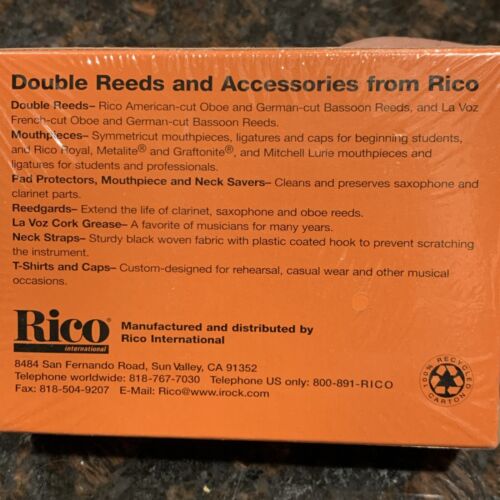 Double Reeds and Accessories from Rico
Double Reeds– Rico American-cut Oboe and German-cut Bassoon Reeds, and La Voz
French-cut Oboe and German-cut Bassoon Reeds.
Mouthpieces– Symmetricut mouthpieces, ligatures and caps for beginning students,
and Rico Royal, Metalite® and Graftonite®, and Mitchell Lurie mouthpieces and
ligatures for students and professionals.
Pad Protectors, Mouthpiece and Neck Savers– Cleans and preserves saxophone and
clarinet parts.
Reedgards– Extend the life of clarinet, saxophone and oboe reeds.
La Voz Cork Grease– A favorite of musicians for many years.
Neck Straps– Sturdy black woven fabric with plastic coated hook to prevent scratching
the instrument.
T-Shirts and Caps– Custom-designed for rehearsal, casual wear and other musical
occasions.
Rico
international
Manufactured and distributed by
Rico International
8484 San Fernando Road, Sun Valley, CA 91352
Telephone worldwide: 818-767-7030 Telephone US only: 800-891-RICO
Fax: 818-504-9207 E-Mail: Rico@www.irock.com
100% RECYCLED
CARTON